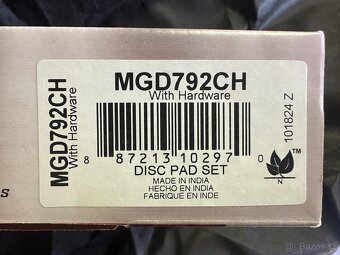 MGD792CH
With Hardware
MGD792CH
With Hardware
8 87213 10297 0
DISC PAD SET
MADE IN INDIA
HECHO EN INDIA
FABRIQUE EN INDE
101824 Z
TM
N